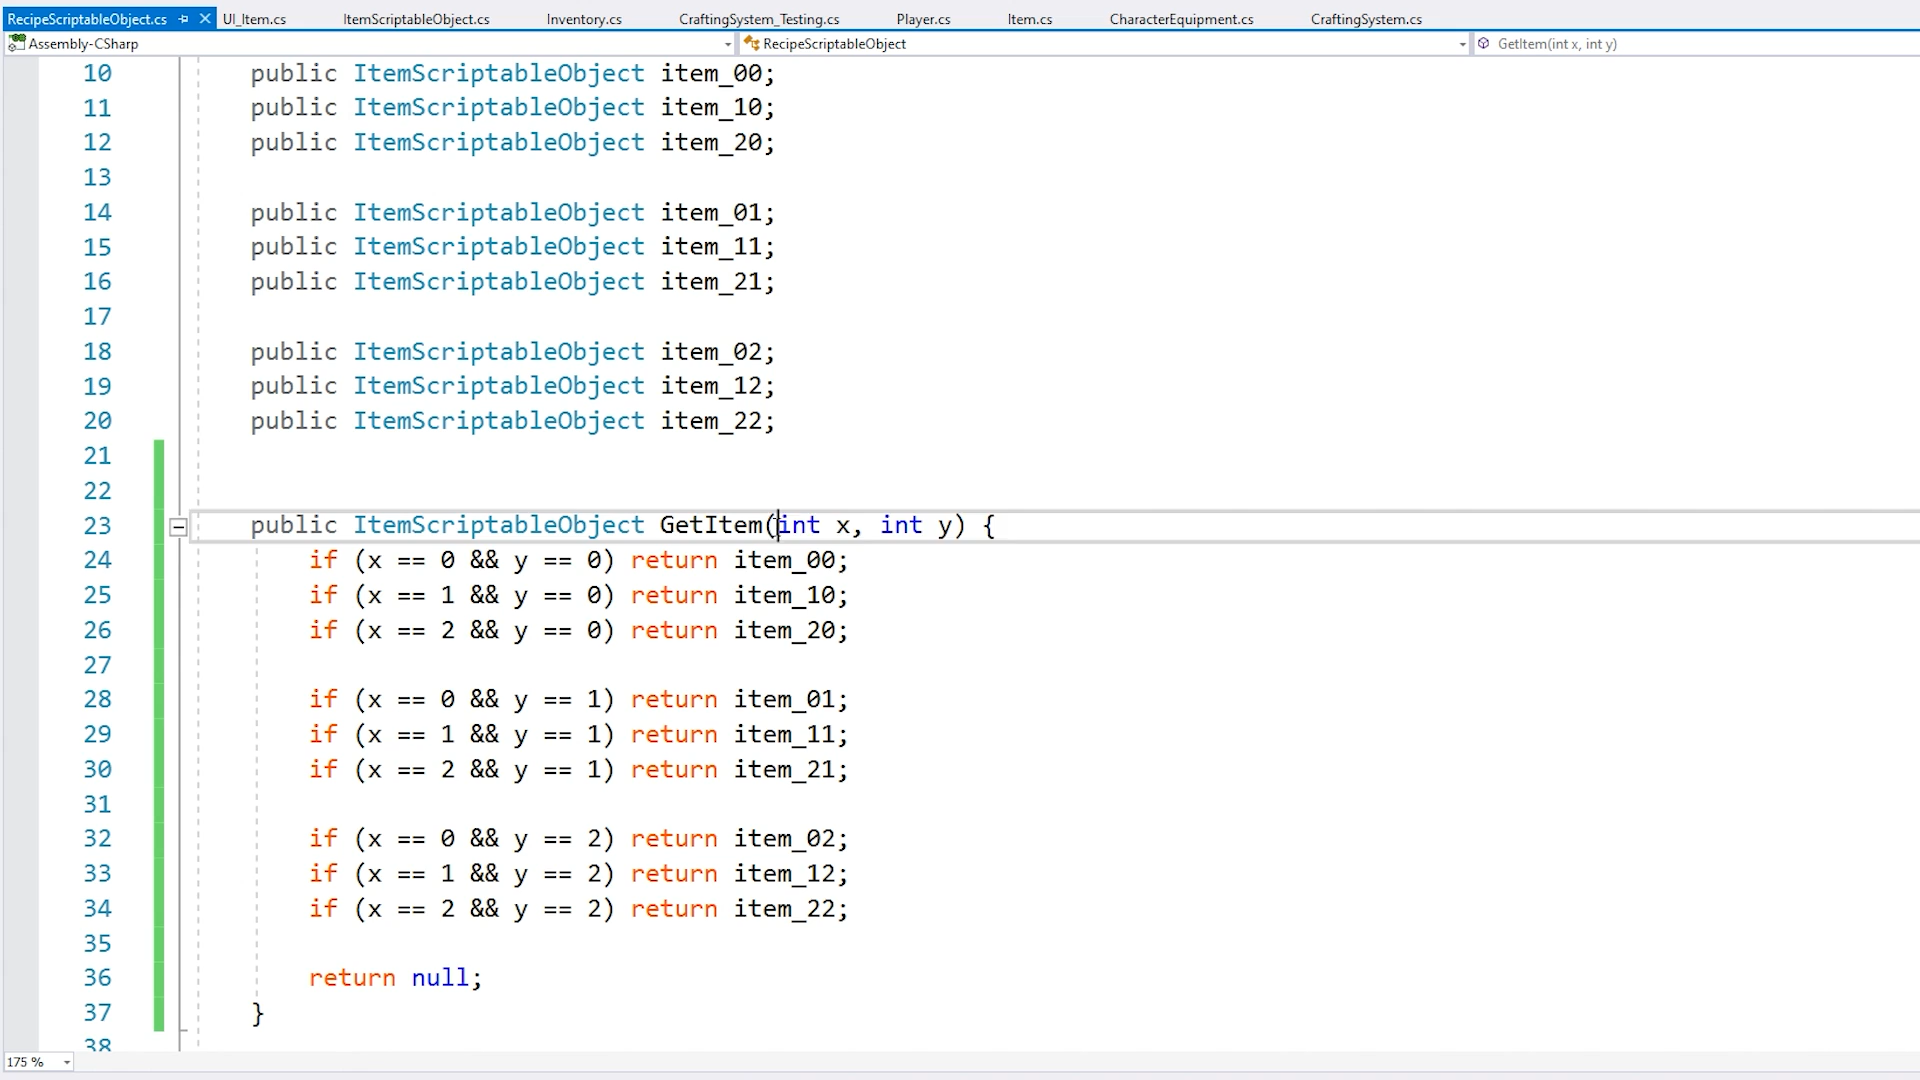 RecipeScriptableObject.cs UI_Item.cs ItemScriptableObject.cs Inventory.cs CraftingSystem_Testing.cs Player.cs Item.cs CharacterEquipment.cs CraftingSystem.cs
Assembly-CSharp RecipeScriptableObject GetItem(int x, int y)
10 public ItemScriptableObject item_00;
11 public ItemScriptableObject item_10;
12 public ItemScriptableObject item_20;
13
14 public ItemScriptableObject item_01;
15 public ItemScriptableObject item_11;
16 public ItemScriptableObject item_21;
17
18 public ItemScriptableObject item_02;
19 public ItemScriptableObject item_12;
20 public ItemScriptableObject item_22;
21
22
23 public ItemScriptableObject GetItem(int x, int y) {
24 if (x == 0 && y == 0) return item_00;
25 if (x == 1 && y == 0) return item_10;
26 if (x == 2 && y == 0) return item_20;
27
28 if (x == 0 && y == 1) return item_01;
29 if (x == 1 && y == 1) return item_11;
30 if (x == 2 && y == 1) return item_21;
31
32 if (x == 0 && y == 2) return item_02;
33 if (x == 1 && y == 2) return item_12;
34 if (x == 2 && y == 2) return item_22;
35
36 return null;
37 }
38
175 %